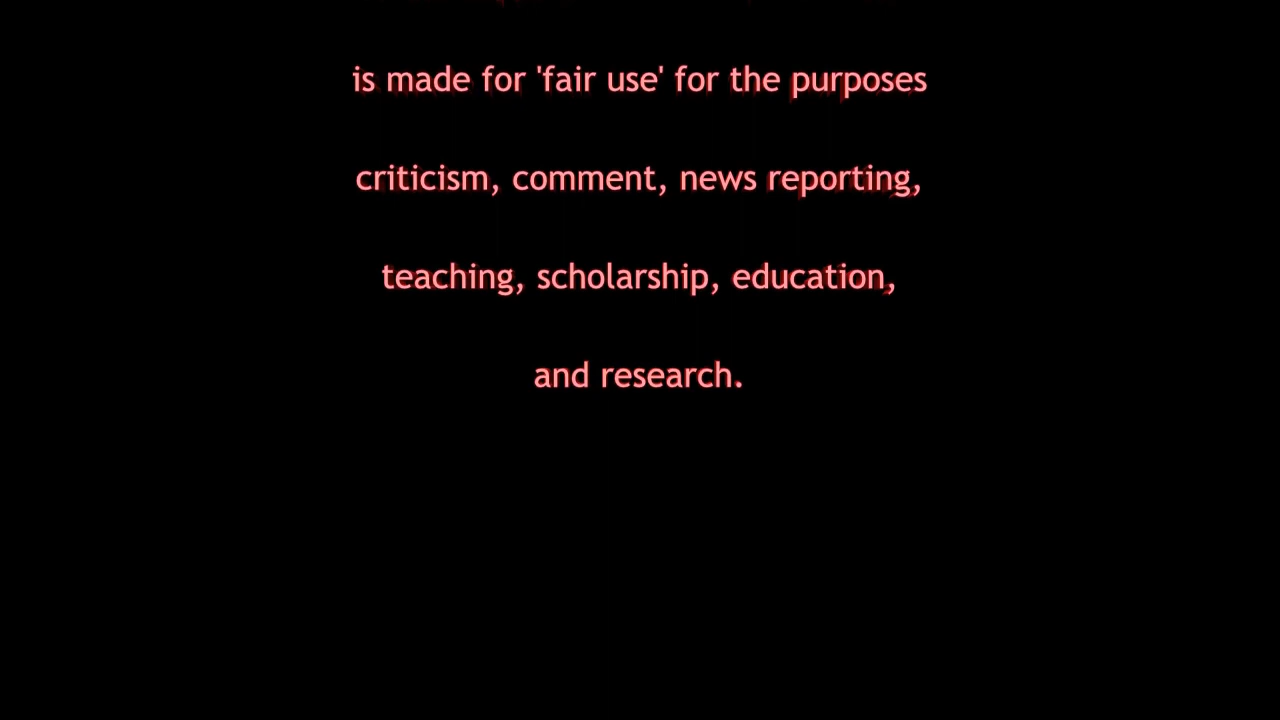 is made for 'fair use' for the purposes
criticism, comment, news reporting,
teaching, scholarship, education,
and research.